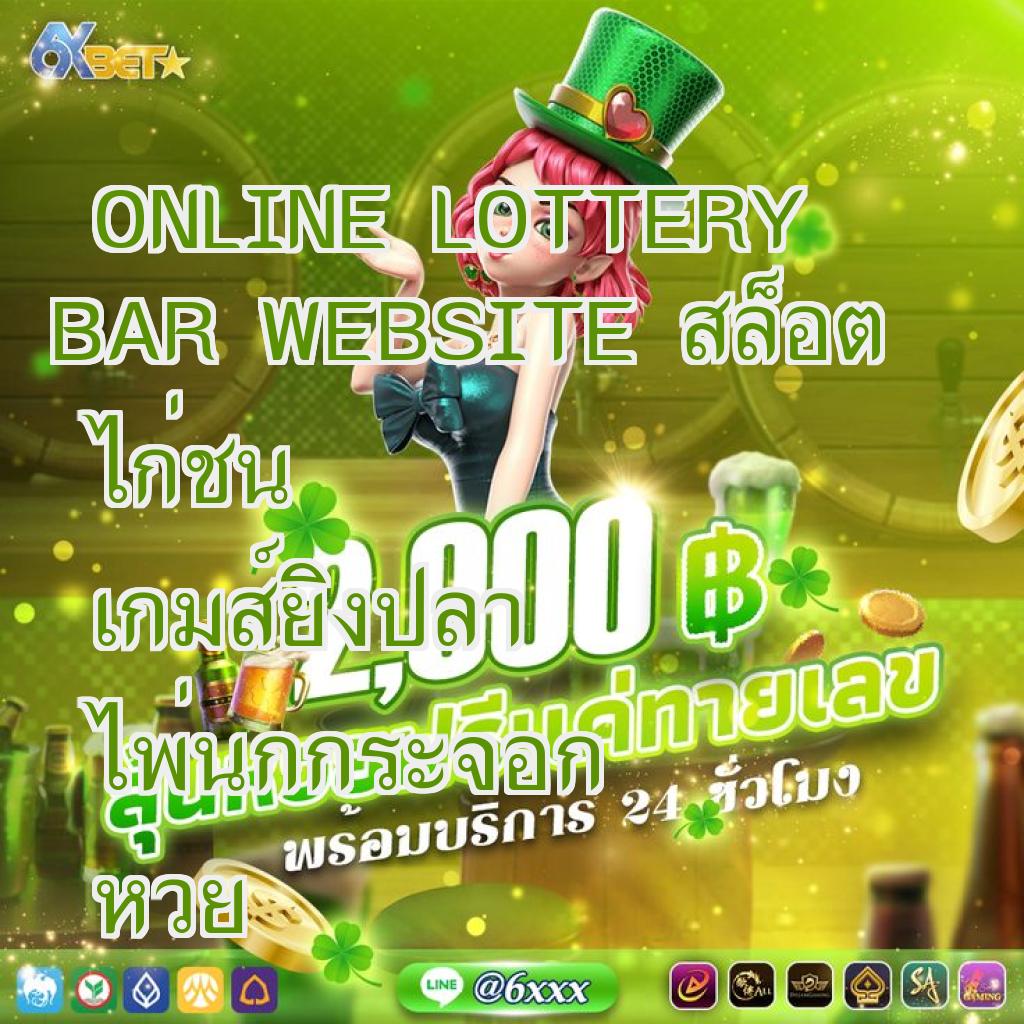 6XBET
ONLINE LOTTERY
BAR WEBSITE สล็อต
ไก่ชน
2,800 ฿
เกมส์ยิงปลา
ทายเลข
ไพ่นกกระจอก
พร้อมบริการ 24 ชั่วโมง
หวย
LINE @6xxx
SA
GAMING